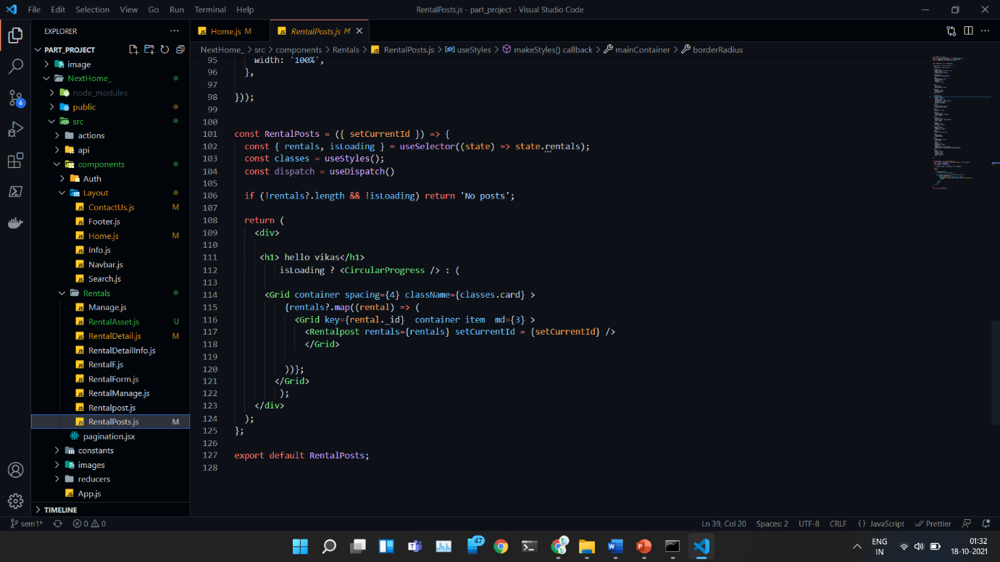 File Edit Selection View Go Run Terminal Help
RentalPosts.js - part_project - Visual Studio Code
EXPLORER
PART_PROJECT
image
NextHome_
node_modules
public
src
actions
api
components
Auth
Layout
ContactUs.js M
Footer.js
Home.js M
Info.js
Navbar.js
Search.js
Rentals
Manage.js
RentalAsset.js U
RentalDetail.js M
RentalDetailInfo.js
RentalF.js
RentalForm.js
RentalManage.js
Rentalpost.js
RentalPosts.js M
pagination.jsx
constants
images
reducers
App.js
TIMELINE
6
Home.js M
RentalPosts.js M
NextHome_ > src > components > Rentals > RentalPosts.js > useStyles > makeStyles() callback > mainContainer > borderRadius
95 width: '100%',
96 },
97
98 }));
99
100
101 const RentalPosts = ({ setCurrentId }) => {
102 const { rentals, isLoading } = useSelector((state) => state.rentals);
103 const classes = useStyles();
104 const dispatch = useDispatch()
105
106 if (!rentals?.length && !isLoading) return 'No posts';
107
108 return (
109 <div>
110
111 <h1> hello vikas</h1>
112 isLoading ? <CircularProgress /> : (
113
114 <Grid container spacing={4} className={classes.card} >
115 {rentals?.map((rental) => (
116 <Grid key={rental._id} container item md={3} >
117 <Rentalpost rentals={rentals} setCurrentId = {setCurrentId} />
118 </Grid>
119
120 ))};
121 </Grid>
122 );
123 </div>
124 );
125 };
126
127 export default RentalPosts;
128
sem1* 0 0
Ln 39, Col 20 Spaces: 2 UTF-8 CRLF {} JavaScript Prettier
47
ENG
IN
01:32
18-10-2021